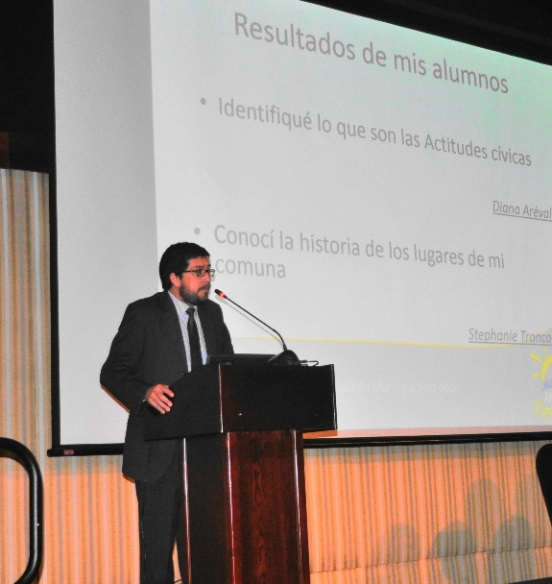 Resultados de mis alumnos
• Identifiqué lo que son las Actitudes cívicas
Diana Aréval
• Conocí la historia de los lugares de mi
comuna
Stephanie Tronco